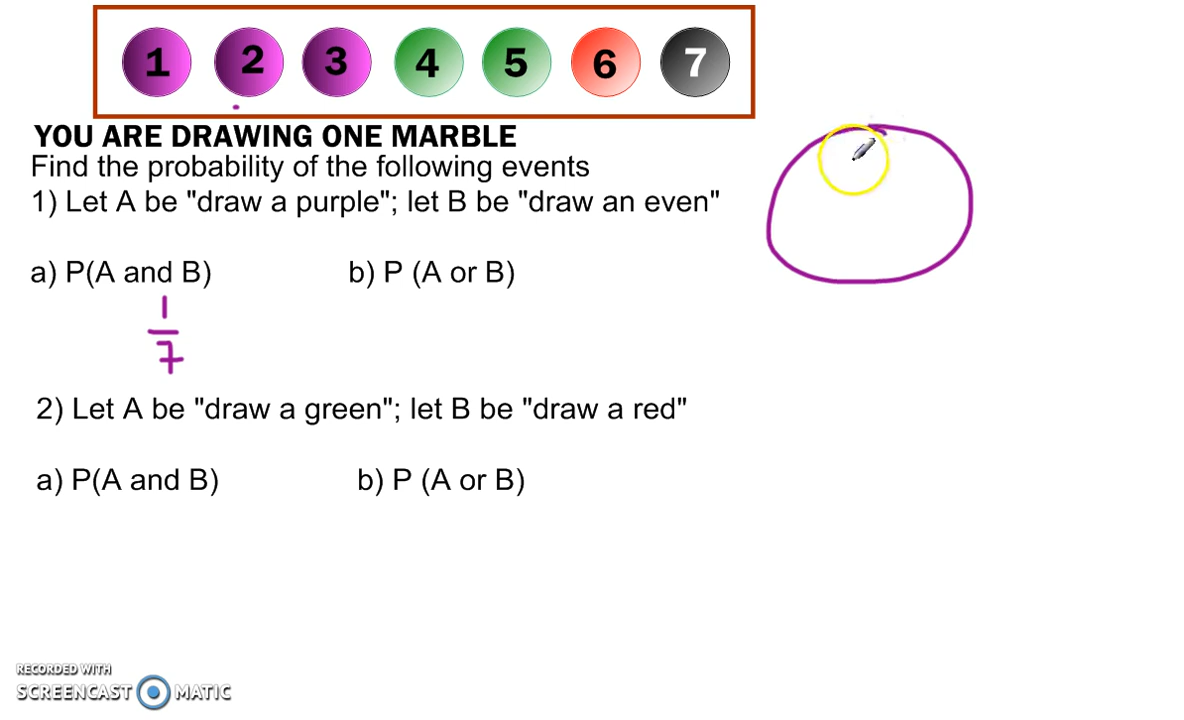 1 2 3 4 5 6 7
YOU ARE DRAWING ONE MARBLE
Find the probability of the following events
1) Let A be "draw a purple"; let B be "draw an even"
a) P(A and B) b) P (A or B)
1
7
2) Let A be "draw a green"; let B be "draw a red"
a) P(A and B) b) P (A or B)
RECORDED WITH
SCREENCAST MATIC